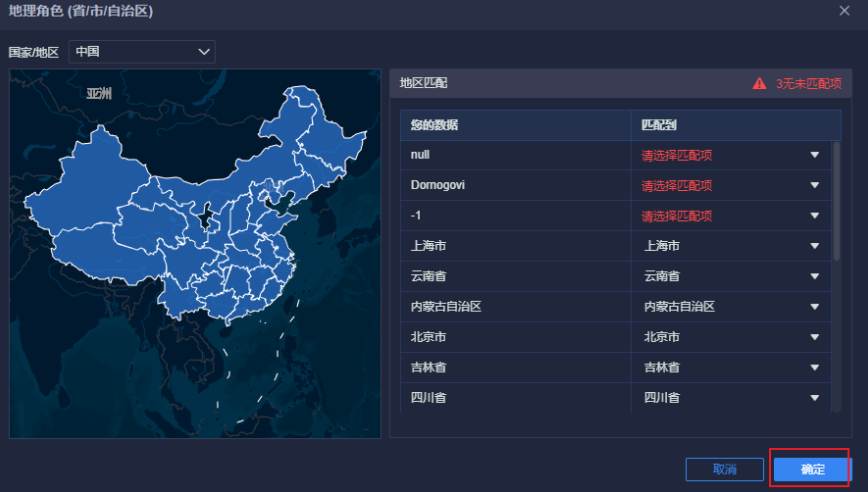 地理角色 (省/市/自治区)
国家/地区 中国
亚洲
地区匹配 3无未匹配项
您的数据 匹配到
null 请选择匹配项
Dornogovi 请选择匹配项
-1 请选择匹配项
上海市 上海市
云南省 云南省
内蒙古自治区 内蒙古自治区
北京市 北京市
吉林省 吉林省
四川省 四川省
取消 确定